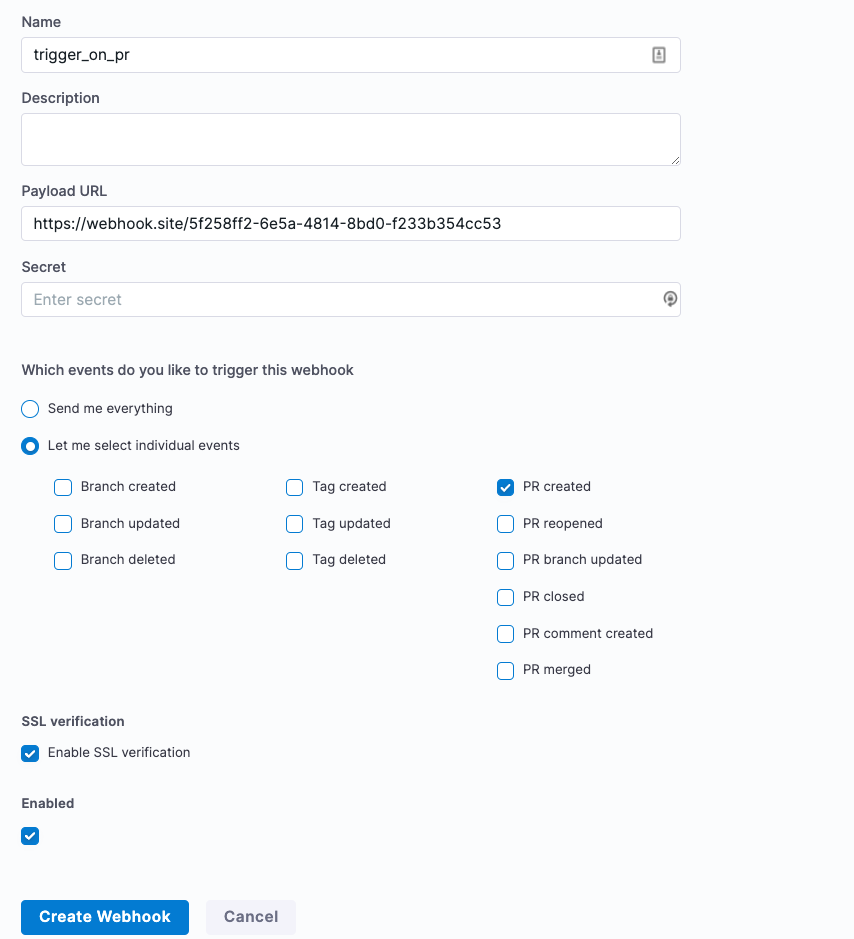 Name
trigger_on_pr
Description
Payload URL
https://webhook.site/5f258ff2-6e5a-4814-8bd0-f233b354cc53
Secret
Enter secret
Which events do you like to trigger this webhook
Send me everything
Let me select individual events
Branch created Tag created PR created
Branch updated Tag updated PR reopened
Branch deleted Tag deleted PR branch updated
PR closed
PR comment created
PR merged
SSL verification
Enable SSL verification
Enabled
Create Webhook Cancel